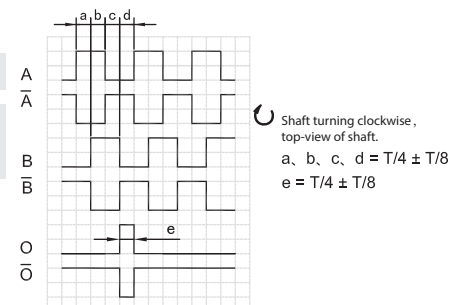 a b c d
A
A̅
Shaft turning clockwise ,
top-view of shaft.
a、b、c、d = T/4 ± T/8
B
e = T/4 ± T/8
B̅
e
O
O̅